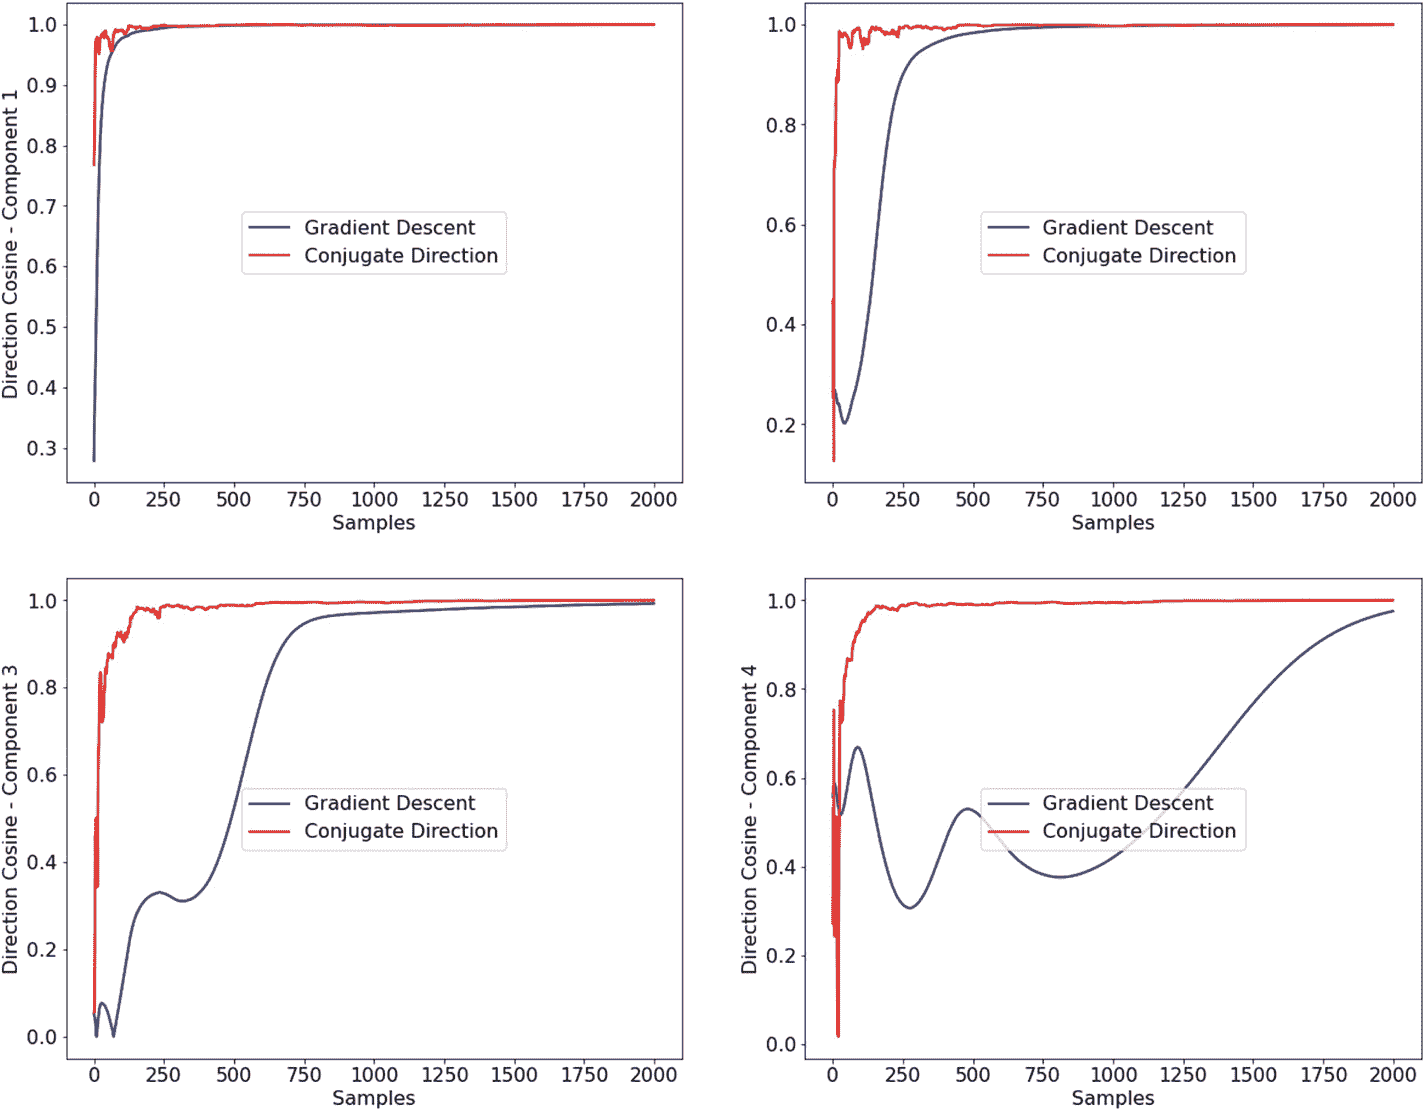 Direction Cosine - Component 1
1.0
0.9
0.8
0.7
0.6
0.5
0.4
0.3
Gradient Descent
Conjugate Direction
0 250 500 750 1000 1250 1500 1750 2000
Samples
1.0
0.8
0.6
0.4
0.2
Gradient Descent
Conjugate Direction
0 250 500 750 1000 1250 1500 1750 2000
Samples
Direction Cosine - Component 3
1.0
0.8
0.6
0.4
0.2
0.0
Gradient Descent
Conjugate Direction
0 250 500 750 1000 1250 1500 1750 2000
Samples
Direction Cosine - Component 4
1.0
0.8
0.6
0.4
0.2
0.0
Gradient Descent
Conjugate Direction
0 250 500 750 1000 1250 1500 1750 2000
Samples